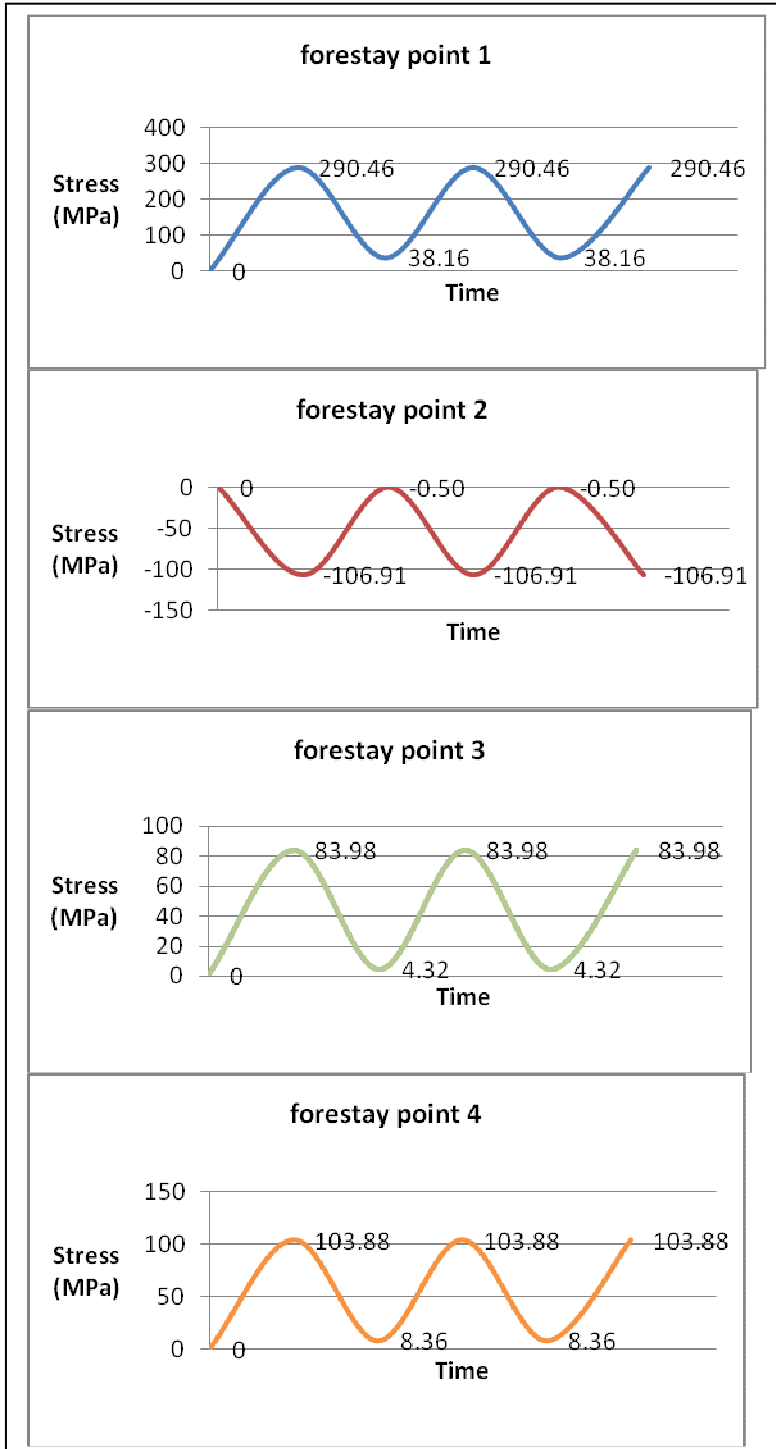 forestay point 1
400
300
200
100
0
Stress
(MPa)
290.46 290.46 290.46
38.16 38.16
0
Time
forestay point 2
0
-50
-100
-150
Stress
(MPa)
0 -0.50 -0.50
-106.91 -106.91 -106.91
Time
forestay point 3
100
80
60
40
20
0
Stress
(MPa)
83.98 83.98 83.98
0 4.32 4.32
Time
forestay point 4
150
100
50
0
Stress
(MPa)
103.88 103.88 103.88
0 8.36 8.36
Time